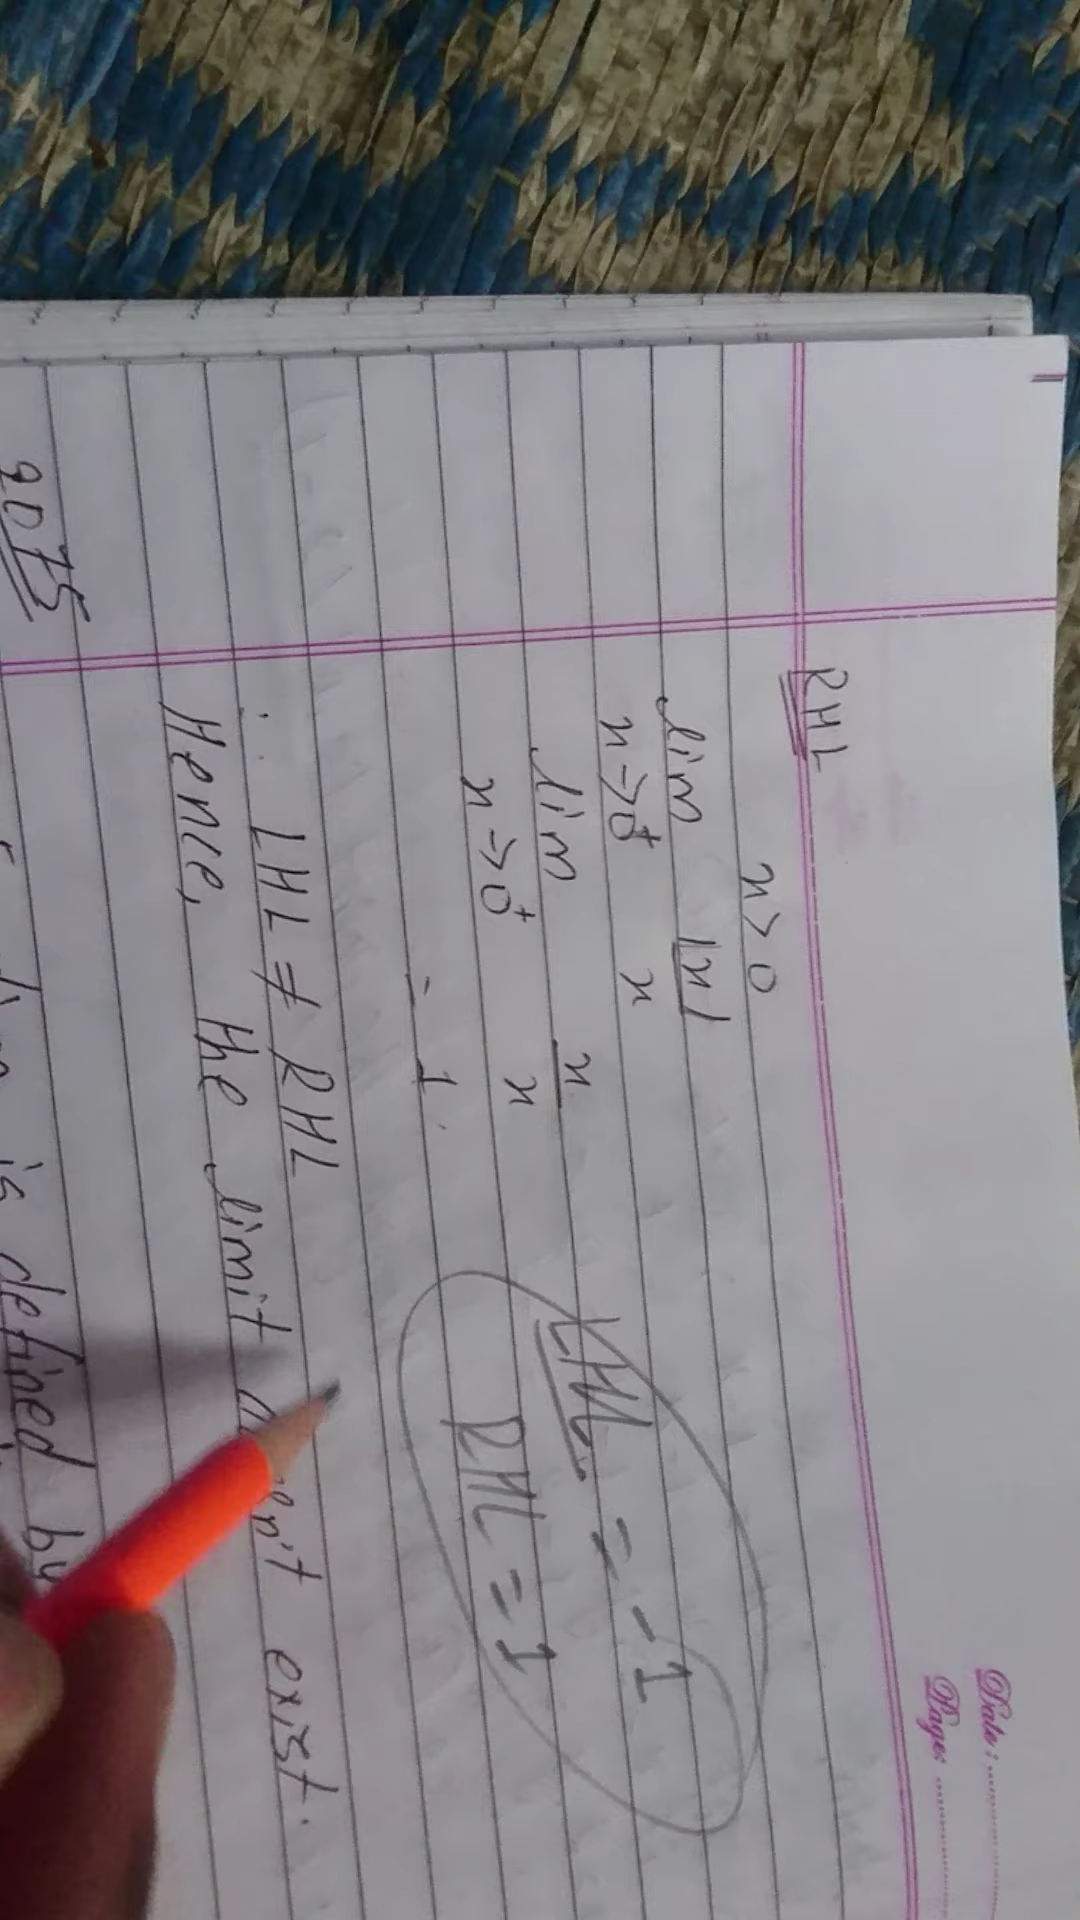 Date:
Page:
RHL
x>0
lim |x|
x->0⁺ x
lim x
x->0⁺ x
= 1.
LHL = -1
RHL = 1
∴ LHL ≠ RHL
Hence, the limit exist.
2075
is defined by